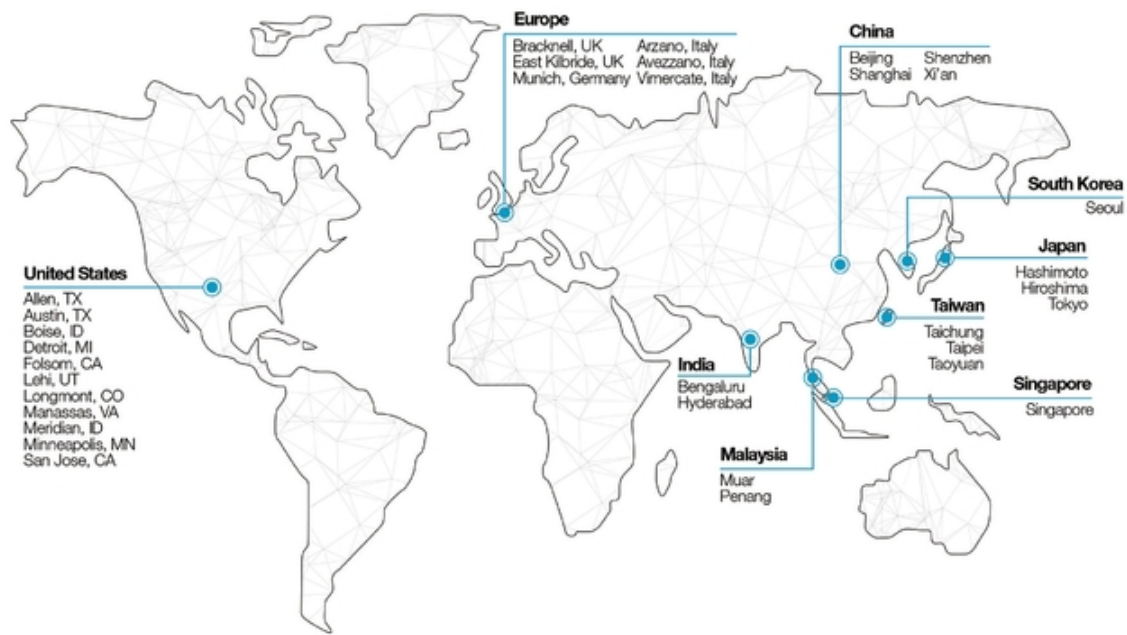 Europe
Bracknell, UK Arzano, Italy
East Kilbride, UK Avezzano, Italy
Munich, Germany Vimercate, Italy
China
Beijing Shenzhen
Shanghai Xi'an
South Korea
Seoul
Japan
Hashimoto
Hiroshima
Tokyo
United States
Allen, TX
Austin, TX
Boise, ID
Detroit, MI
Folsom, CA
Lehi, UT
Longmont, CO
Manassas, VA
Meridian, ID
Minneapolis, MN
San Jose, CA
Taiwan
Taichung
Taipei
Taoyuan
India
Bengaluru
Hyderabad
Singapore
Singapore
Malaysia
Muar
Penang